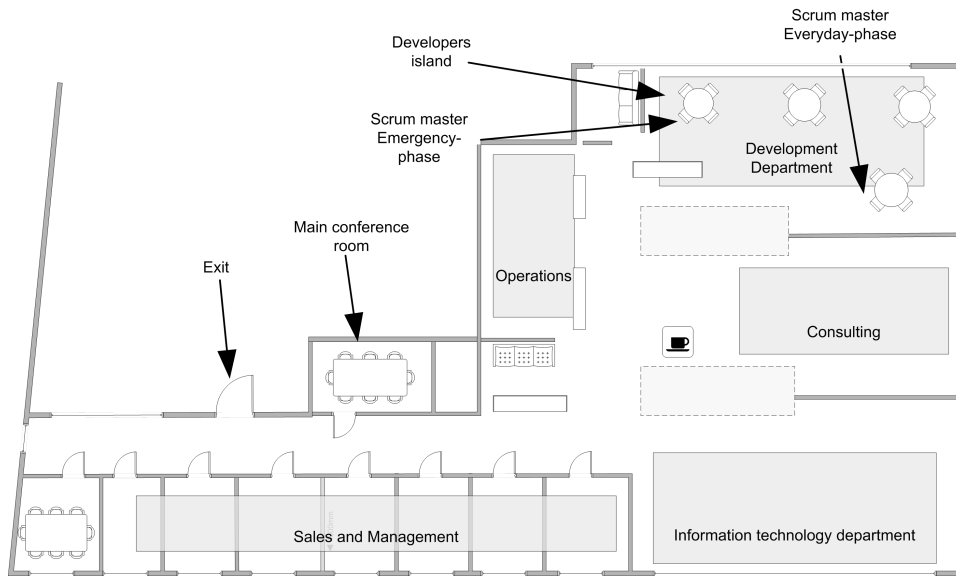 Scrum master
Everyday-phase
Developers
island
Scrum master
Emergency-
phase
Development
Department
Main conference
room
Exit
Operations
Consulting
Sales and Management
Information technology department